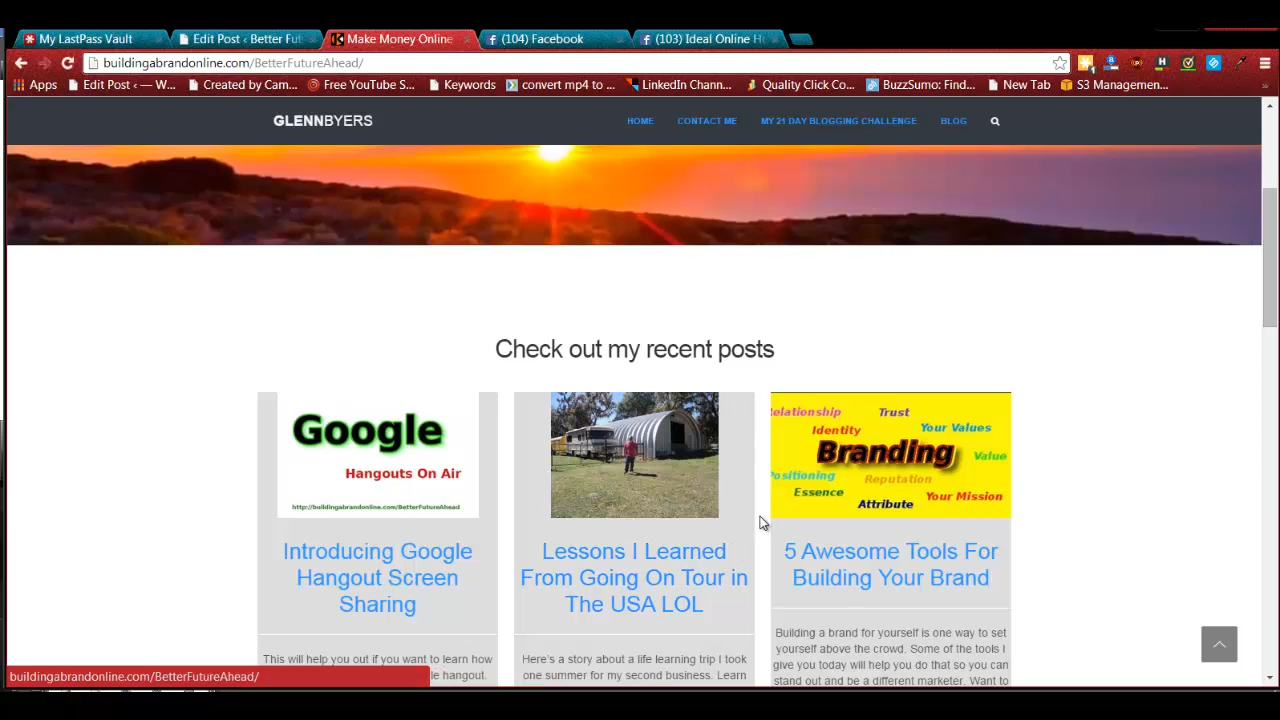 My LastPass Vault
Edit Post ‹ Better Fut
Make Money Online
(104) Facebook
(103) Ideal Online Ho
buildingabrandonline.com/BetterFutureAhead/
Apps
Edit Post ‹ — W...
Created by Cam...
Free YouTube S...
Keywords
convert mp4 to ...
LinkedIn Chann...
Quality Click Co...
BuzzSumo: Find...
New Tab
S3 Managemen...
GLENNBYERS
HOME
CONTACT ME
MY 21 DAY BLOGGING CHALLENGE
BLOG
Check out my recent posts
Google
Hangouts On Air
http://buildingabrandonline.com/BetterFutureAhead
Introducing Google
Hangout Screen
Sharing
This will help you out if you want to learn how
le hangout.
Lessons I Learned
From Going On Tour in
The USA LOL
Here's a story about a life learning trip I took
one summer for my second business. Learn
Relationship
Trust
Identity
Your Values
Branding
Value
Positioning
Reputation
Essence
Your Mission
Attribute
5 Awesome Tools For
Building Your Brand
Building a brand for yourself is one way to set
yourself above the crowd. Some of the tools I
give you today will help you do that so you can
stand out and be a different marketer. Want to
buildingabrandonline.com/BetterFutureAhead/